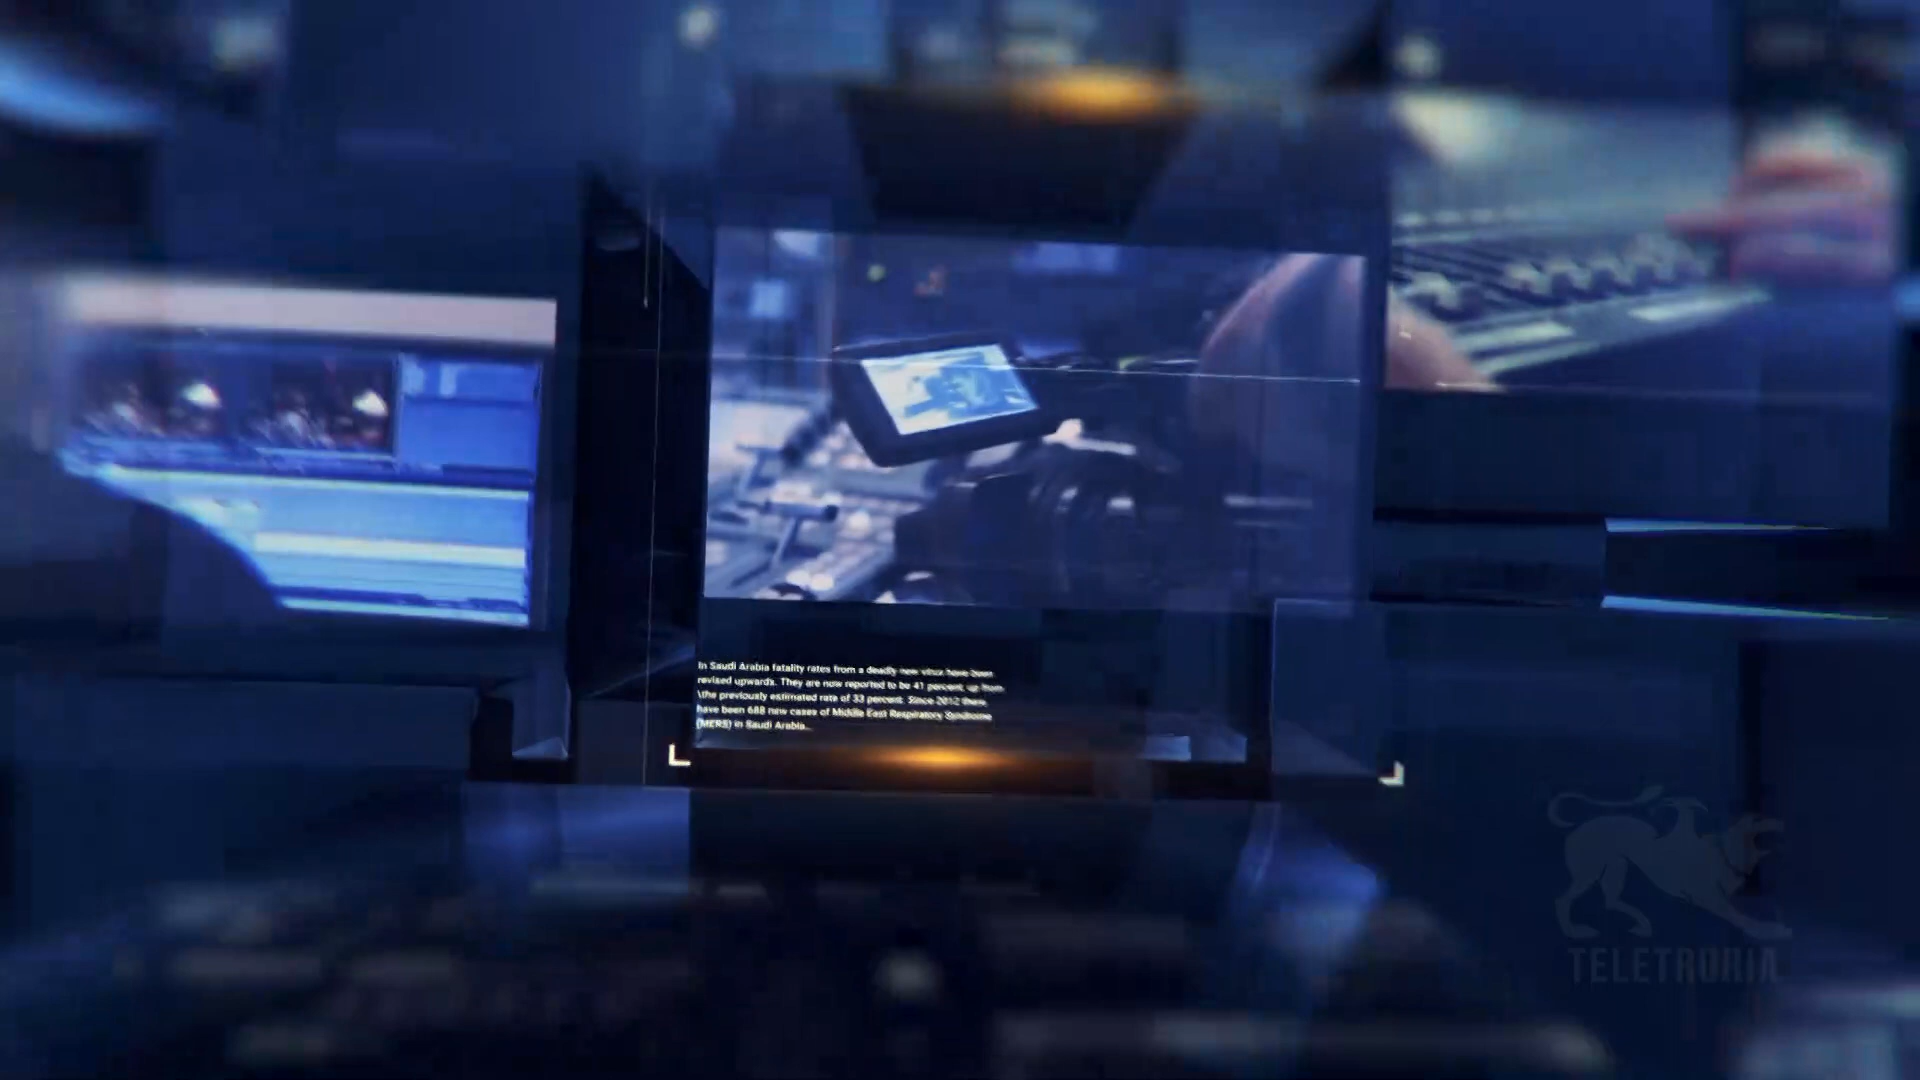 In Saudi Arabia fatality rates from a deadly new virus have been
revised upwards. They are now reported to be 41 percent, up from
\the previously estimated rate of 33 percent. Since 2012 there
have been 688 new cases of Middle East Respiratory Syndrome
(MERS) in Saudi Arabia...
TELETRORIA